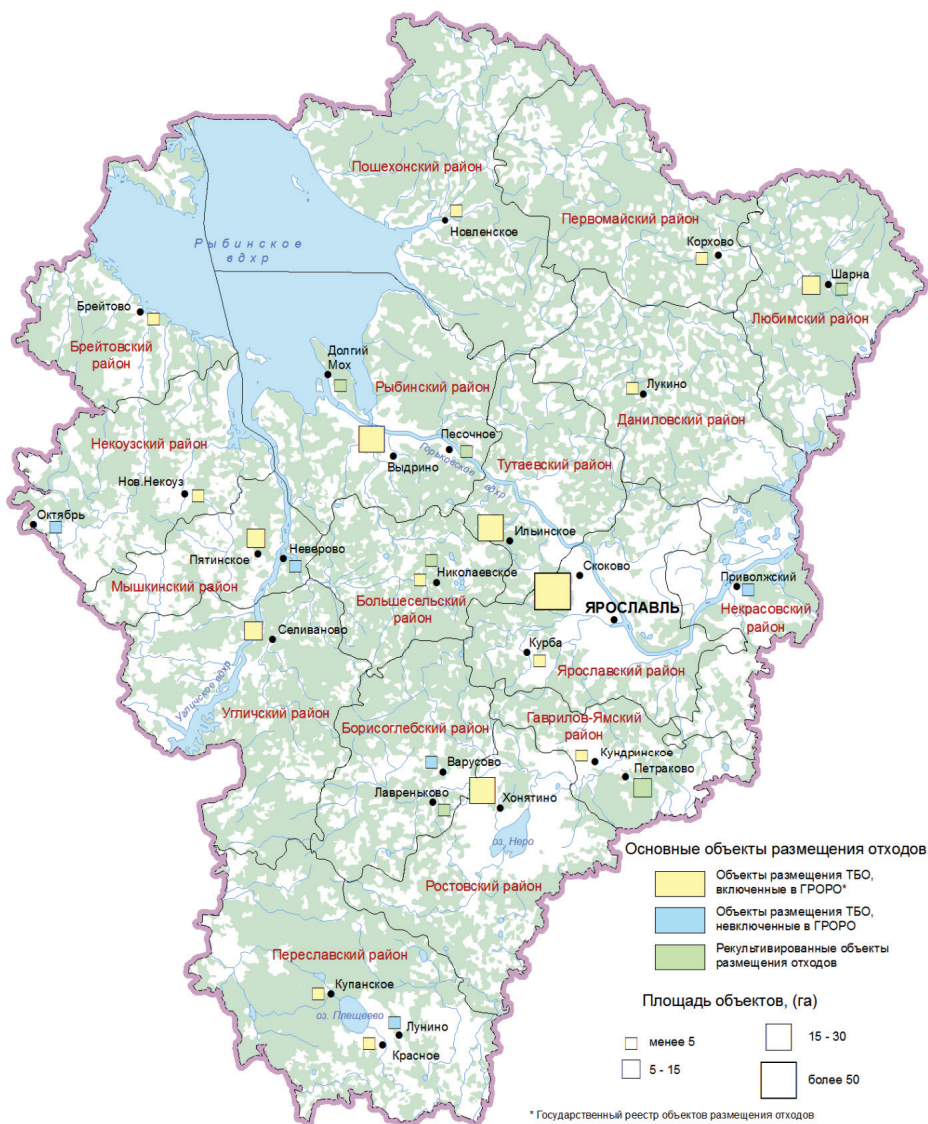 Пошехонский район
Новленское
Первомайский район
Корхово
Шарна
Любимский район
Рыбинское
вдхр
Брейтово
Брейтовский
район
Долгий
Мох
Рыбинский район
Лукино
Даниловский район
Некоузский район
Песочное
Выдрино
Горьковское
вдхр
Тутаевский район
Нов.Некоуз
Октябрь
Пятинское
Неверово
Ильинское
Мышкинский район
Николаевское
Большесельский
район
Скоково
ЯРОСЛАВЛЬ
Приволжский
Некрасовский
район
Селиваново
Курба
Ярославский район
Угличское вдхр
Угличский район
Борисоглебский район
Гаврилов-Ямский
район
Кундринское
Петраково
Варусово
Лавреньково
Хонятино
оз. Неро
Ростовский район
Переславский район
Купанское
оз. Плещеево
Лунино
Красное
Основные объекты размещения отходов
Объекты размещения ТБО,
включенные в ГРОРО*
Объекты размещения ТБО,
невключенные в ГРОРО
Рекультивированные объекты
размещения отходов
Площадь объектов, (га)
менее 5
15 - 30
5 - 15
более 50
* Государственный реестр объектов размещения отходов